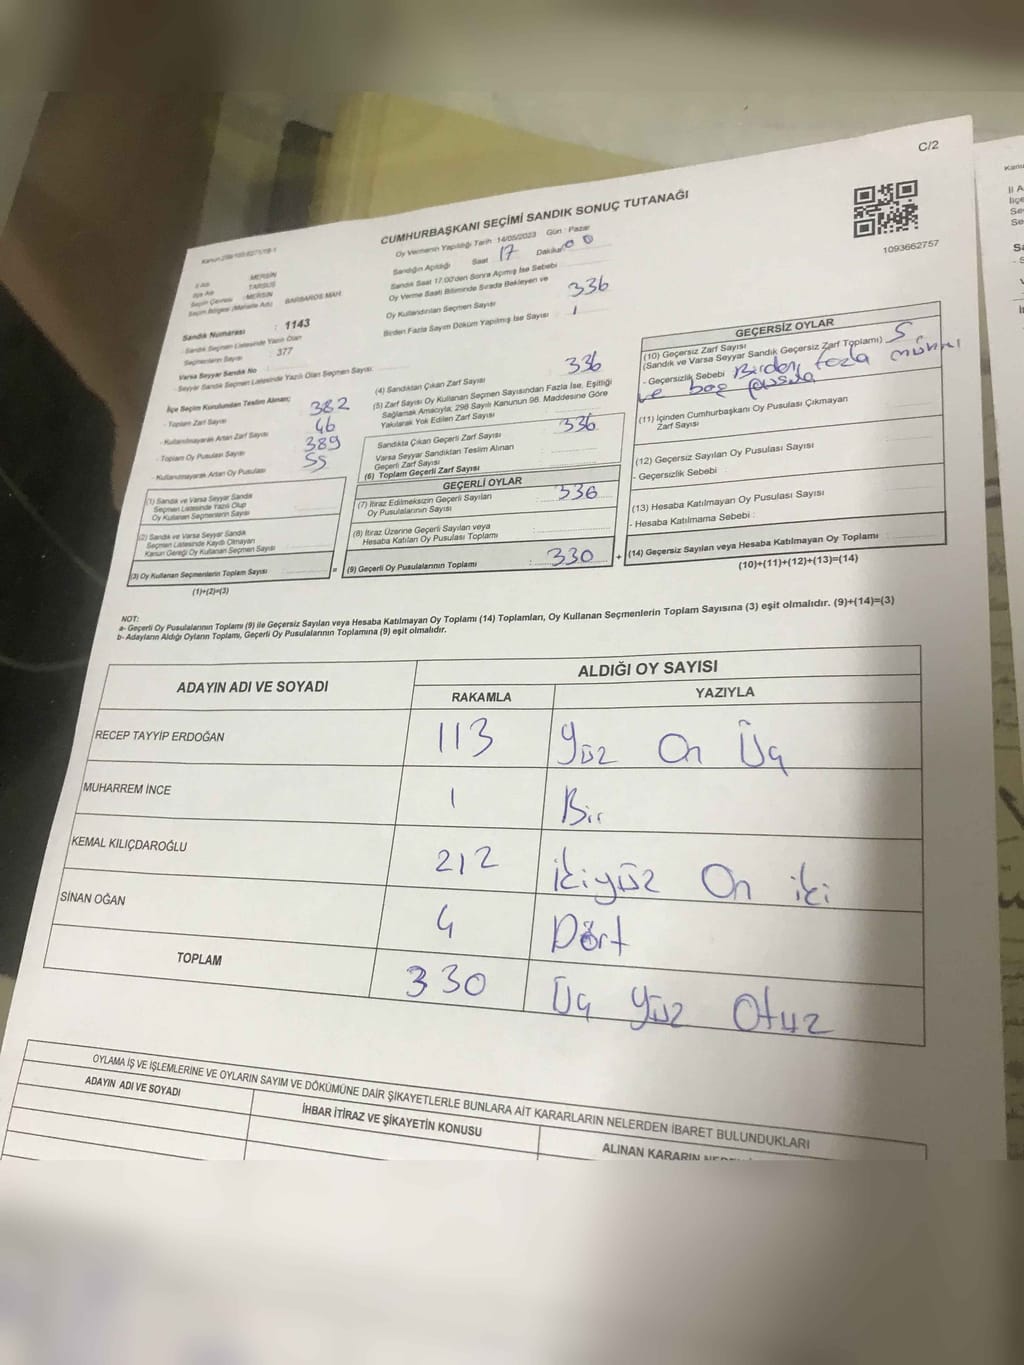 C/2
CUMHURBAŞKANI SEÇİMİ SANDIK SONUÇ TUTANAĞI
Oy Vermenin Yapıldığı Tarih : 14/05/2023 Gün : Pazar
1093662757
İl Adı : MERSİN
İlçe Adı : TARSUS
Seçim Çevresi : MERSİN
Seçim Bölgesi (Mahalle Adı) : BARBAROS MAH.
Sandık Numarası : 1143
Sandık Seçmen Listesinde Yazılı Olan
Seçmenlerin Sayısı : 377
Varsa Seyyar Sandık No :
- Seyyar Sandık Seçmen Listesinde Yazılı Olan Seçmen Sayısı:
Sandığın Açıldığı Saat 17 Dakika: 00
Sandık Saat 17:00'den Sonra Açmış İse Sebebi
Oy Verme Saati Bitiminde Sırada Bekleyen ve
Oy Kullandırılan Seçmen Sayısı 336
Birden Fazla Sayım Döküm Yapılmış İse Sayısı : 1
İlçe Seçim Kurulundan Teslim Alınan;
- Toplam Zarf Sayısı 382
- Kullanılmayarak Artan Zarf Sayısı 46
- Toplam Oy Pusulası Sayısı 389
- Kullanılmayarak Artan Oy Pusulası 55
(1) Sandık ve Varsa Seyyar Sandık
Seçmen Listesinde Yazılı Olup
Oy Kullanan Seçmenlerin Sayısı
(2) Sandık ve Varsa Seyyar Sandık
Seçmen Listesinde Kayıtlı Olmayan
Kanun Gereği Oy Kullanan Seçmen Sayısı
(3) Oy Kullanan Seçmenlerin Toplam Sayısı
(1)+(2)=(3)
(4) Sandıktan Çıkan Zarf Sayısı 336
(5) Zarf Sayısı Oy Kullanan Seçmen Sayısından Fazla İse, Eşitliği
Sağlamak Amacıyla, 298 Sayılı Kanunun 98. Maddesine Göre
Yakılarak Yok Edilen Zarf Sayısı
Sandıkta Çıkan Geçerli Zarf Sayısı 336
Varsa Seyyar Sandıktan Teslim Alınan
Geçerli Zarf Sayısı
(6) Toplam Geçerli Zarf Sayısı
GEÇERLİ OYLAR
(7) İtiraz Edilmeksizin Geçerli Sayılan
Oy Pusulalarının Sayısı : 336
(8) İtiraz Üzerine Geçerli Sayılan veya
Hesaba Katılan Oy Pusulası Toplamı :
= (9) Geçerli Oy Pusulalarının Toplamı : 330 +
GEÇERSİZ OYLAR
(10) Geçersiz Zarf Sayısı
(Sandık ve Varsa Seyyar Sandık Geçersiz Zarf Toplamı) 5
- Geçersizlik Sebebi Birden fazla mühür
ve boş pusula
(11) İçinden Cumhurbaşkanı Oy Pusulası Çıkmayan
Zarf Sayısı
(12) Geçersiz Sayılan Oy Pusulası Sayısı
- Geçersizlik Sebebi
(13) Hesaba Katılmayan Oy Pusulası Sayısı
- Hesaba Katılmama Sebebi :
(14) Geçersiz Sayılan veya Hesaba Katılmayan Oy Toplamı :
(10)+(11)+(12)+(13)=(14)
NOT:
a- Geçerli Oy Pusulalarının Toplamı (9) ile Geçersiz Sayılan veya Hesaba Katılmayan Oy Toplamı (14) Toplamları, Oy Kullanan Seçmenlerin Toplam Sayısına (3) eşit olmalıdır. (9)+(14)=(3)
b- Adayların Aldığı Oyların Toplamı, Geçerli Oy Pusulalarının Toplamına (9) eşit olmalıdır.
ADAYIN ADI VE SOYADI
ALDIĞI OY SAYISI
RAKAMLA YAZIYLA
RECEP TAYYİP ERDOĞAN 113 Yüz On Üç
MUHARREM İNCE 1 Bir
KEMAL KILIÇDAROĞLU 212 İkiyüz On iki
SİNAN OĞAN 4 Dört
TOPLAM 330 Üç Yüz Otuz
OYLAMA İŞ VE İŞLEMLERİNE VE OYLARIN SAYIM VE DÖKÜMÜNE DAİR ŞİKAYETLERLE BUNLARA AİT KARARLARIN NELERDEN İBARET BULUNDUKLARI
ADAYIN ADI VE SOYADI
İHBAR İTİRAZ VE ŞİKAYETİN KONUSU
ALINAN KARARIN